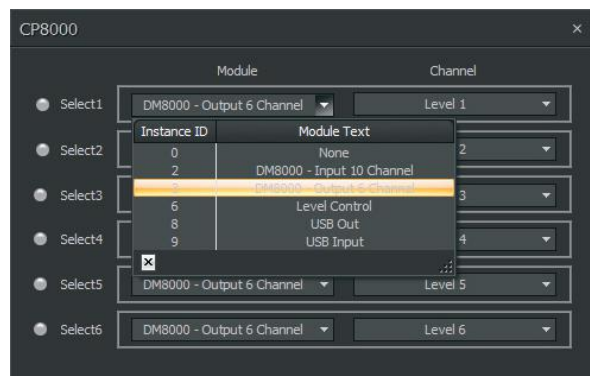 CP8000 ×
Module Channel
Select1 DM8000 - Output 6 Channel Level 1
Instance ID Module Text
0 None
Select2 2
2 DM8000 - Input 10 Channel
3 DM8000 - Output 6 Channel
Select3 3
6 Level Control
8 USB Out
Select4 4
9 USB Input
Select5 DM8000 - Output 6 Channel Level 5
Select6 DM8000 - Output 6 Channel Level 6